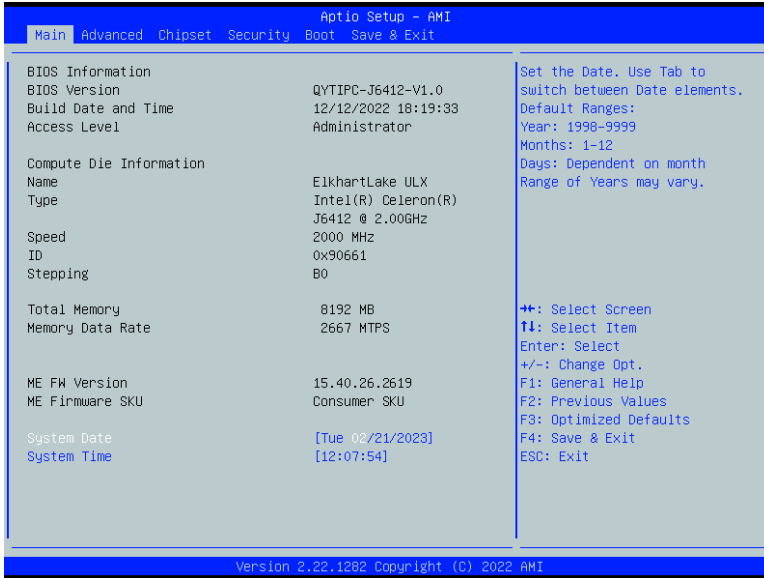 Aptio Setup – AMI
Main Advanced Chipset Security Boot Save & Exit
BIOS Information
BIOS Version QYTIPC-J6412-V1.0
Build Date and Time 12/12/2022 18:19:33
Access Level Administrator
Compute Die Information
Name ElkhartLake ULX
Type Intel(R) Celeron(R)
J6412 @ 2.00GHz
Speed 2000 MHz
ID 0x90661
Stepping B0
Total Memory 8192 MB
Memory Data Rate 2667 MTPS
ME FW Version 15.40.26.2619
ME Firmware SKU Consumer SKU
System Date [Tue 02/21/2023]
System Time [12:07:54]
Set the Date. Use Tab to
switch between Date elements.
Default Ranges:
Year: 1998-9999
Months: 1-12
Days: Dependent on month
Range of Years may vary.
→←: Select Screen
↑↓: Select Item
Enter: Select
+/-: Change Opt.
F1: General Help
F2: Previous Values
F3: Optimized Defaults
F4: Save & Exit
ESC: Exit
Version 2.22.1282 Copyright (C) 2022 AMI